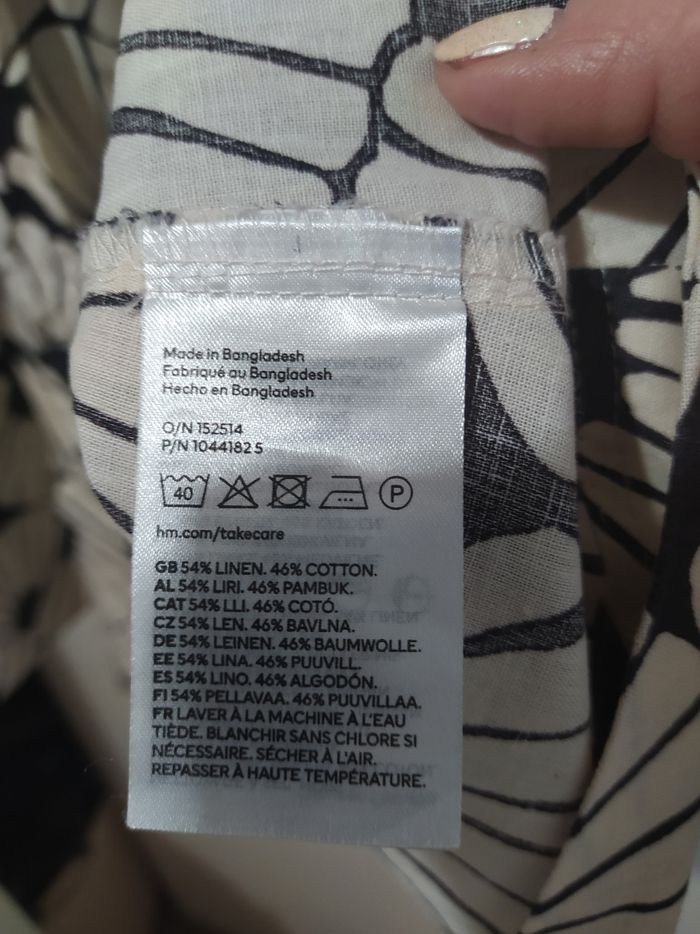 Made in Bangladesh
Fabriqué au Bangladesh
Hecho en Bangladesh
O/N 152514
P/N 1044182 5
40 P
hm.com/takecare
GB 54% LINEN. 46% COTTON.
AL 54% LIRI. 46% PAMBUK.
CAT 54% LLI. 46% COTÓ.
CZ 54% LEN. 46% BAVLNA.
DE 54% LEINEN. 46% BAUMWOLLE.
EE 54% LINA. 46% PUUVILL.
ES 54% LINO. 46% ALGODÓN.
FI 54% PELLAVAA. 46% PUUVILLAA.
FR LAVER À LA MACHINE À L'EAU
TIÈDE. BLANCHIR SANS CHLORE SI
NÉCESSAIRE. SÉCHER À L'AIR.
REPASSER À HAUTE TEMPÉRATURE.